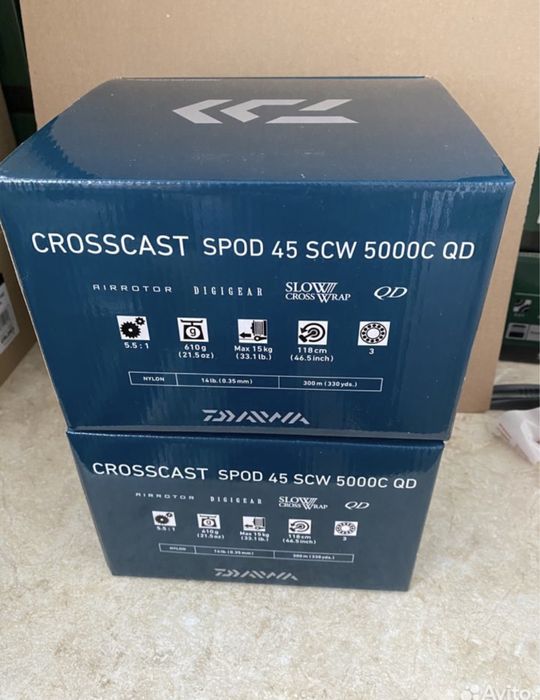 CROSSCAST SPOD 45 SCW 5000C QD
AIRROTOR DIGIGEAR SLOW CROSS WRAP QD
5.5 : 1 g 610g (21.5oz) Max 15kg (33.1lb.) 118cm (46.5inch) 3
NYLON 14lb.(0.35mm) 300m (330yds.)
DAIWA
CROSSCAST SPOD 45 SCW 5000C QD
AIRROTOR DIGIGEAR SLOW CROSS WRAP QD
5.5 : 1 g 610g (21.5oz) Max 15kg (33.1lb.) 118cm (46.5inch) 3
NYLON 14lb.(0.35mm) 300m (330yds.)
DAIWA
Avito